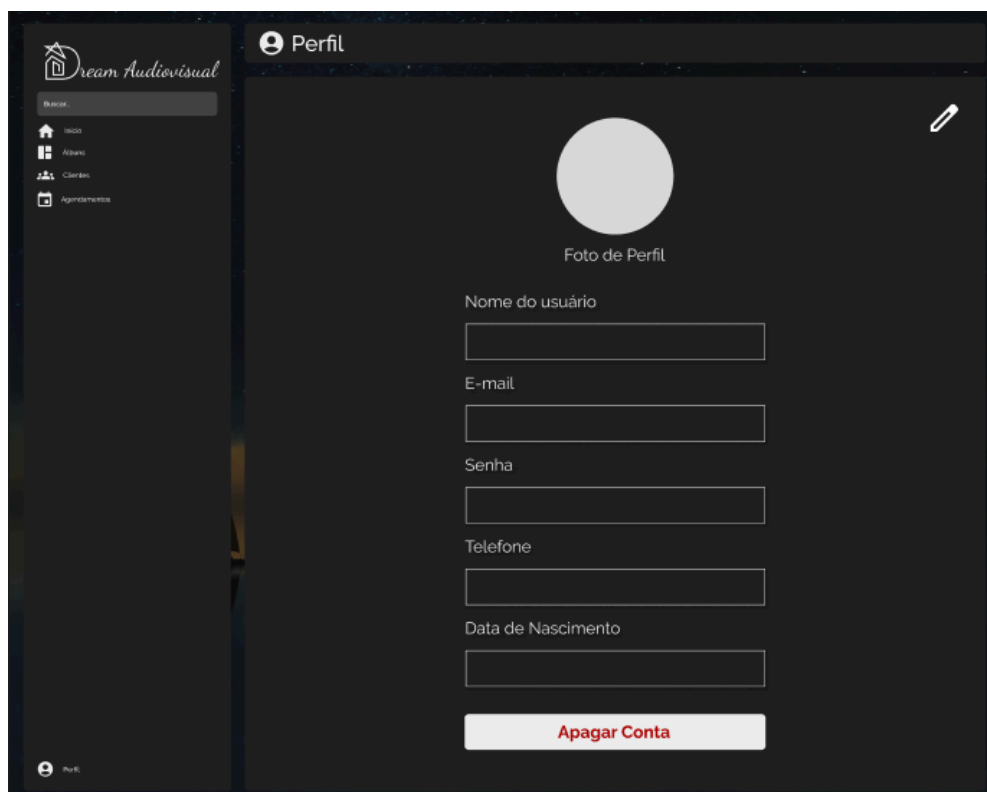 Dream Audiovisual
Buscar..
Início
Álbuns
Clientes
Agendamentos
Perfil
Perfil
Foto de Perfil
Nome do usuário
E-mail
Senha
Telefone
Data de Nascimento
Apagar Conta